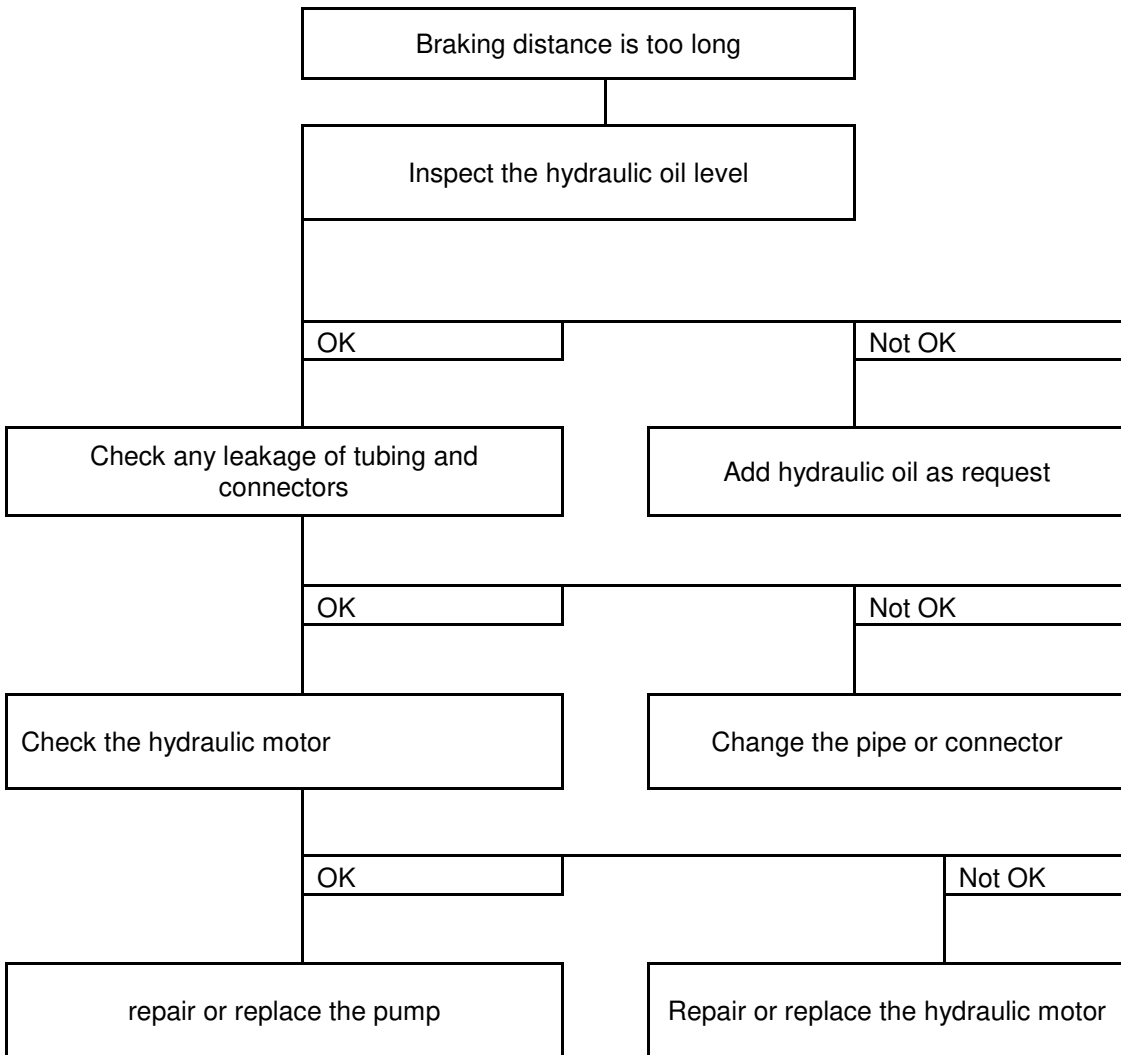 Braking distance is too long
Inspect the hydraulic oil level
OK
Not OK
Check any leakage of tubing and
connectors
Add hydraulic oil as request
OK
Not OK
Check the hydraulic motor
Change the pipe or connector
OK
Not OK
repair or replace the pump
Repair or replace the hydraulic motor